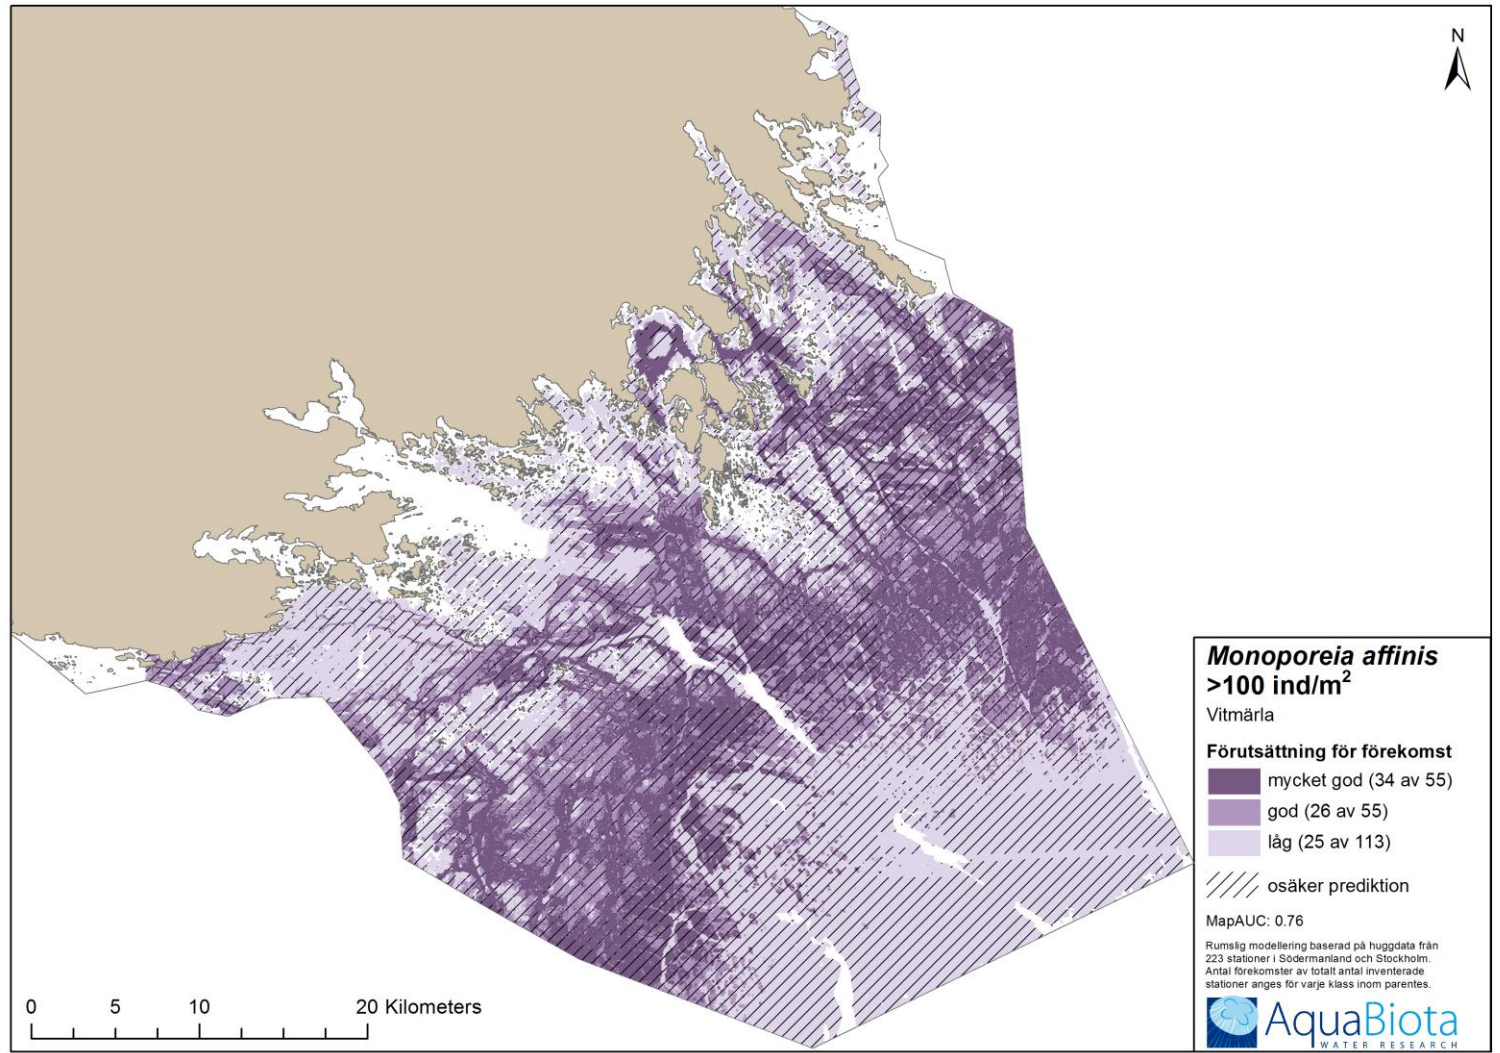 N
Monoporeia affinis
>100 ind/m²
Vitmärla
Förutsättning för förekomst
mycket god (34 av 55)
god (26 av 55)
låg (25 av 113)
osäker prediktion
MapAUC: 0.76
Rumslig modellering baserad på huggdata från
223 stationer i Södermanland och Stockholm.
Antal förekomster av totalt antal inventerade
stationer anges för varje klass inom parentes.
AquaBiota
WATER RESEARCH
0 5 10 20 Kilometers